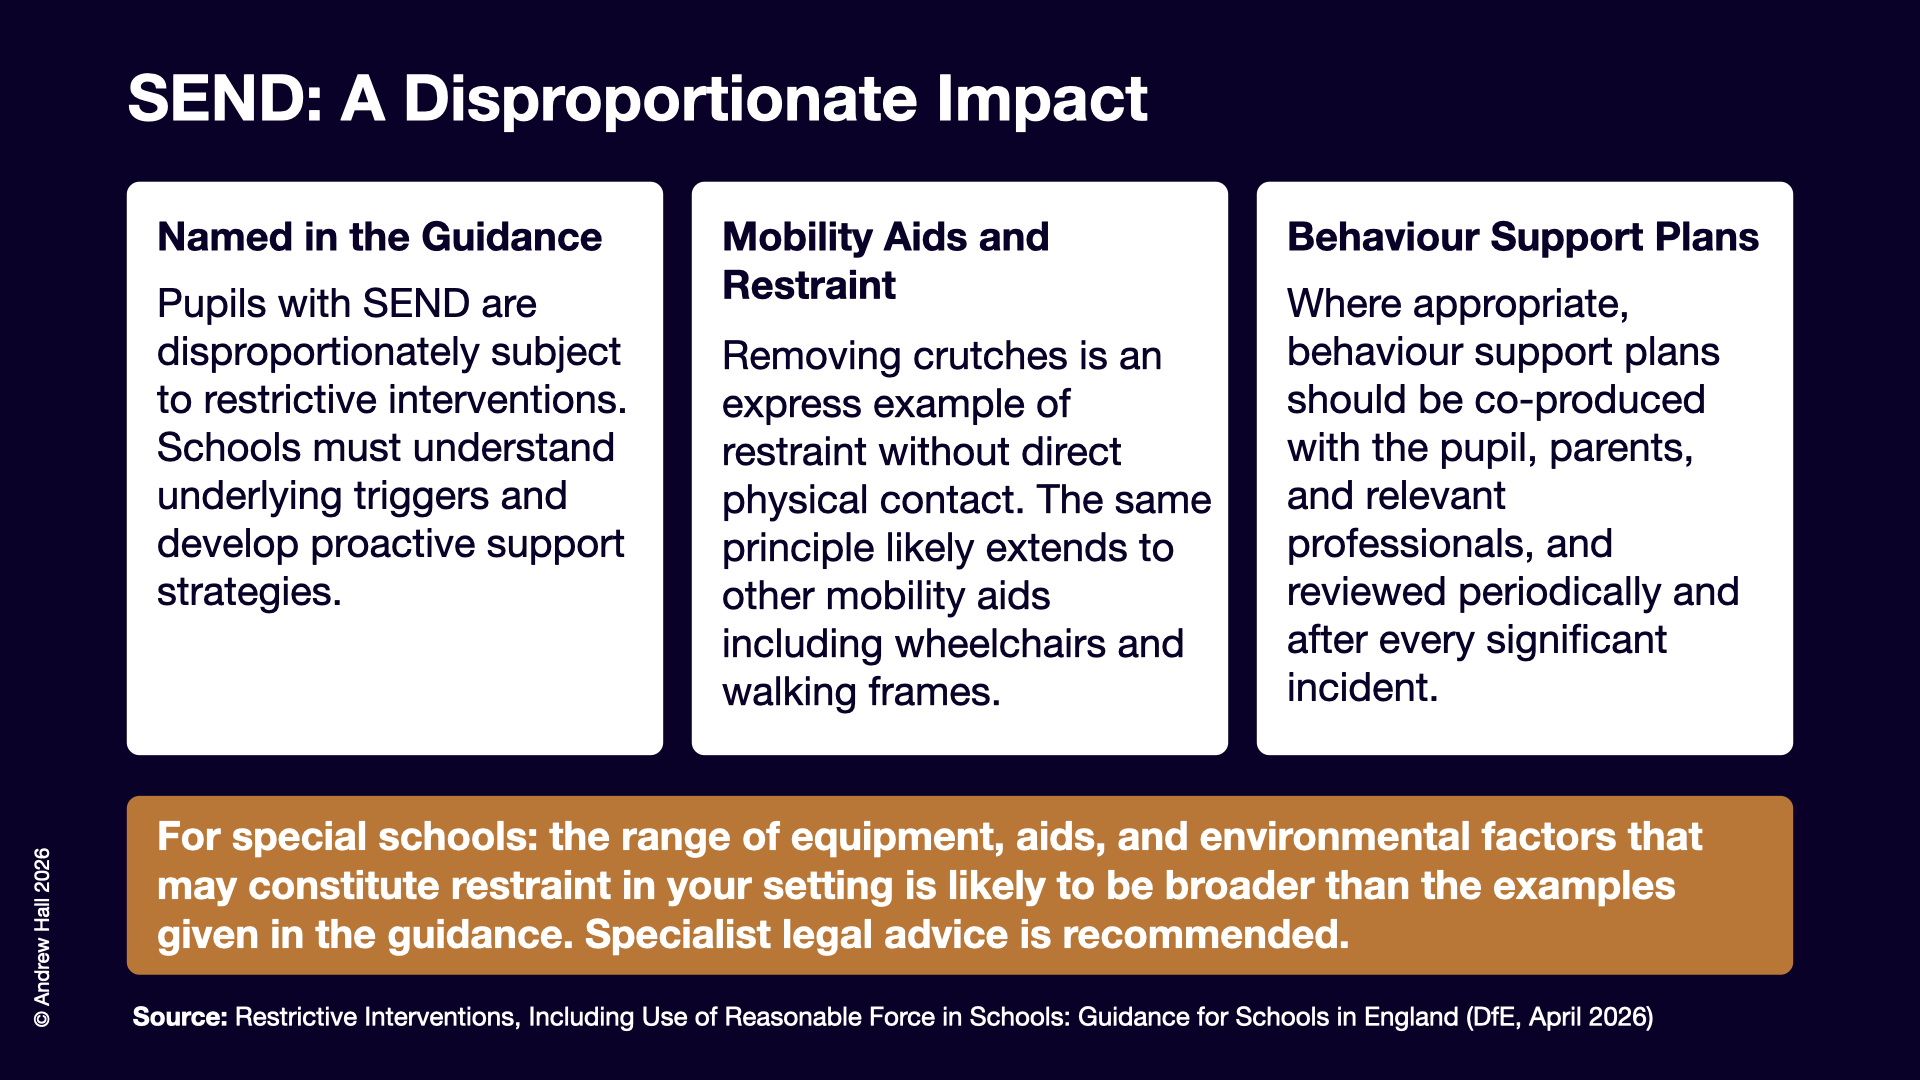 SEND: A Disproportionate Impact
Named in the Guidance
Pupils with SEND are
disproportionately subject
to restrictive interventions.
Schools must understand
underlying triggers and
develop proactive support
strategies.
Mobility Aids and
Restraint
Removing crutches is an
express example of
restraint without direct
physical contact. The same
principle likely extends to
other mobility aids
including wheelchairs and
walking frames.
Behaviour Support Plans
Where appropriate,
behaviour support plans
should be co-produced
with the pupil, parents,
and relevant
professionals, and
reviewed periodically and
after every significant
incident.
For special schools: the range of equipment, aids, and environmental factors that
may constitute restraint in your setting is likely to be broader than the examples
given in the guidance. Specialist legal advice is recommended.
Source: Restrictive Interventions, Including Use of Reasonable Force in Schools: Guidance for Schools in England (DfE, April 2026)
© Andrew Hall 2026